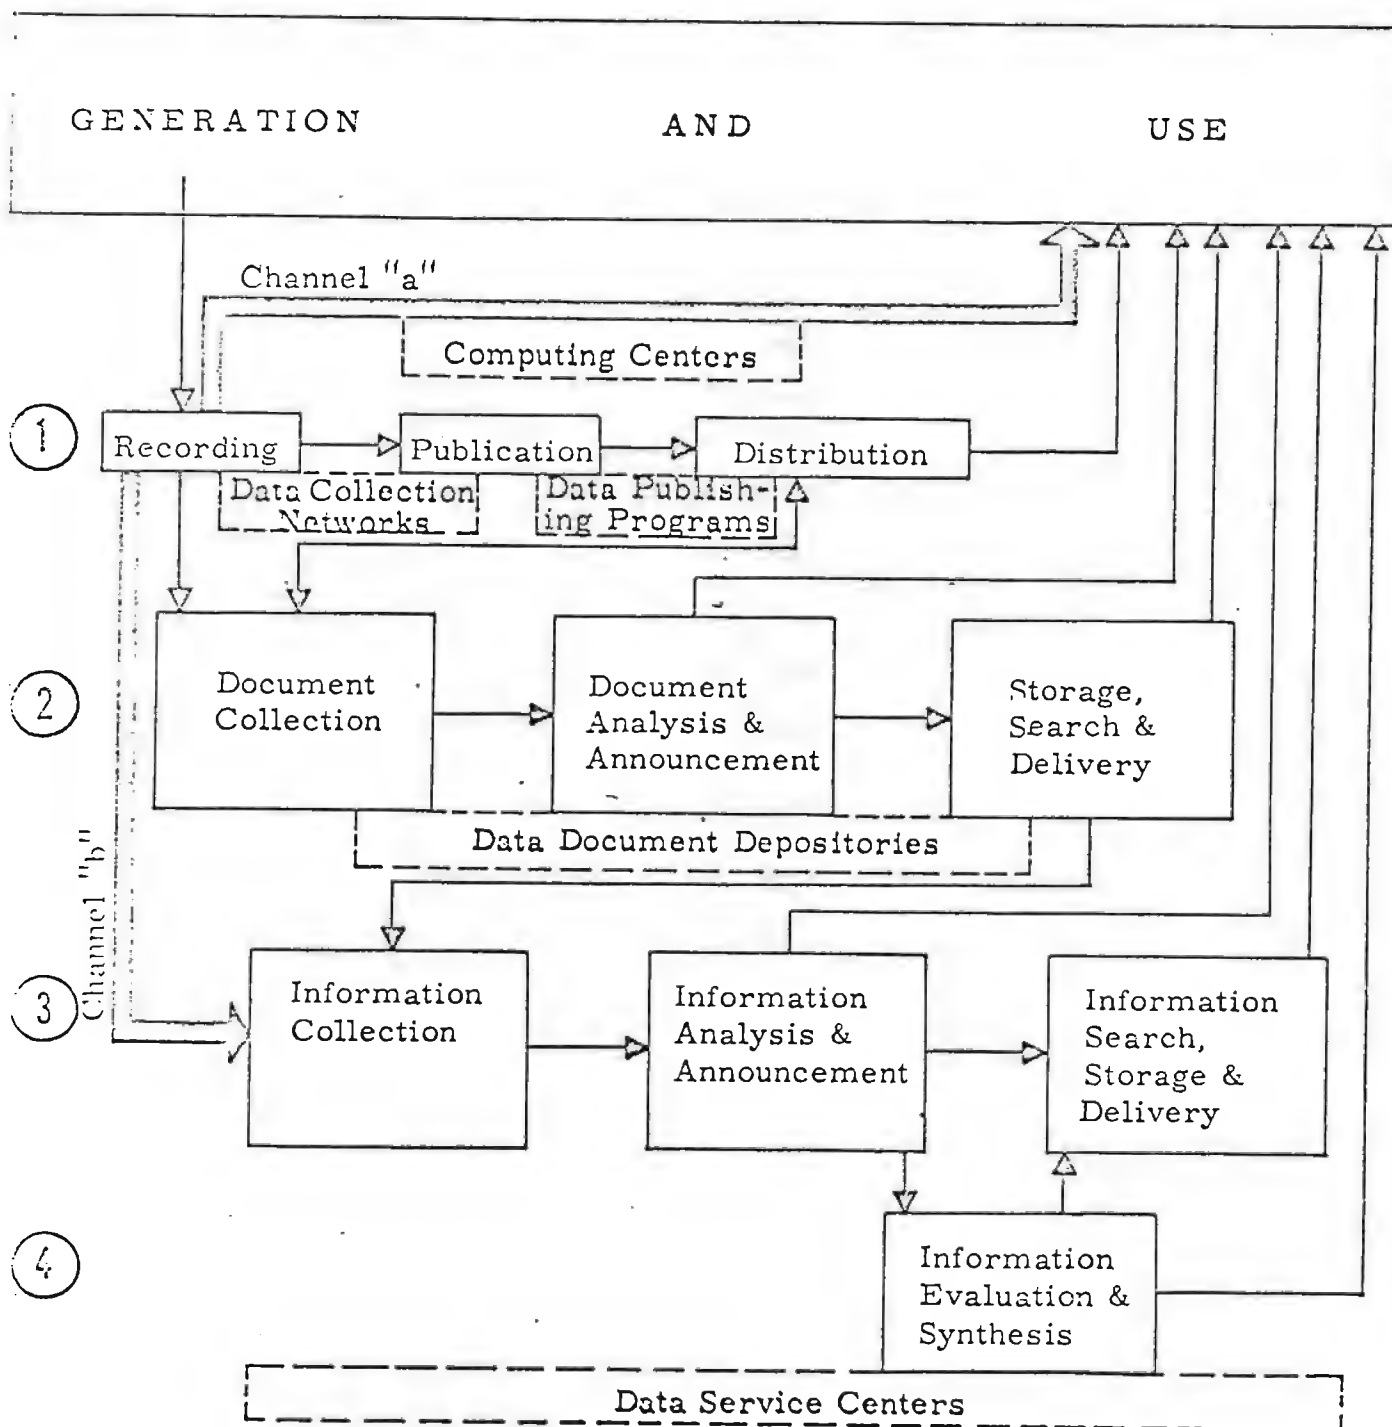 GENERATION AND USE
Channel "a"
Computing Centers
1
Recording
Publication
Distribution
Data Collection
Networks
Data Publish-
ing Programs
2
Document
Collection
Document
Analysis &
Announcement
Storage,
Search &
Delivery
Data Document Depositories
Channel "b"
3
Information
Collection
Information
Analysis &
Announcement
Information
Search,
Storage &
Delivery
4
Information
Evaluation &
Synthesis
Data Service Centers